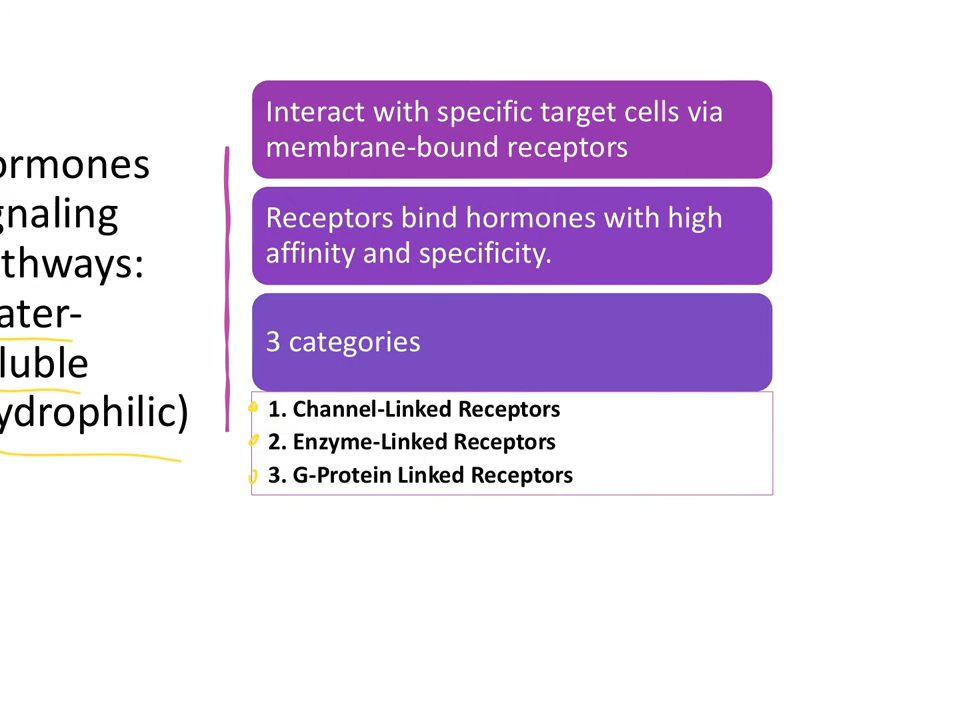 ormones
gnaling
thways:
ater-
luble
ydrophilic)
Interact with specific target cells via
membrane-bound receptors
Receptors bind hormones with high
affinity and specificity.
3 categories
1. Channel-Linked Receptors
2. Enzyme-Linked Receptors
3. G-Protein Linked Receptors